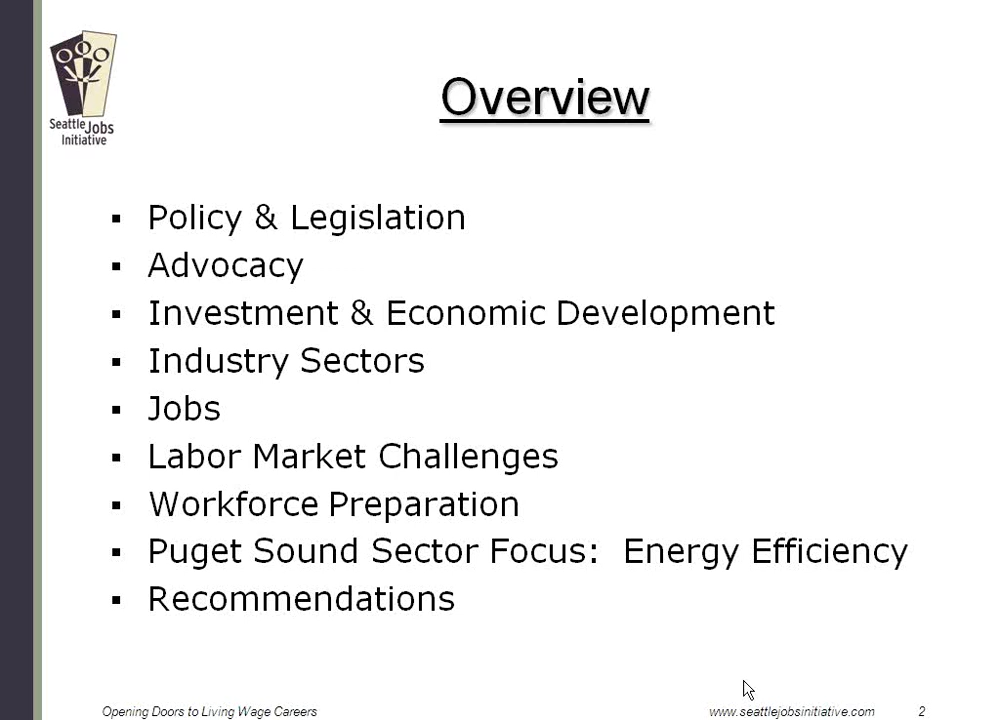 Seattle Jobs
Initiative
Overview
▪ Policy & Legislation
▪ Advocacy
▪ Investment & Economic Development
▪ Industry Sectors
▪ Jobs
▪ Labor Market Challenges
▪ Workforce Preparation
▪ Puget Sound Sector Focus:  Energy Efficiency
▪ Recommendations
Opening Doors to Living Wage Careers www.seattlejobsinitiative.com 2